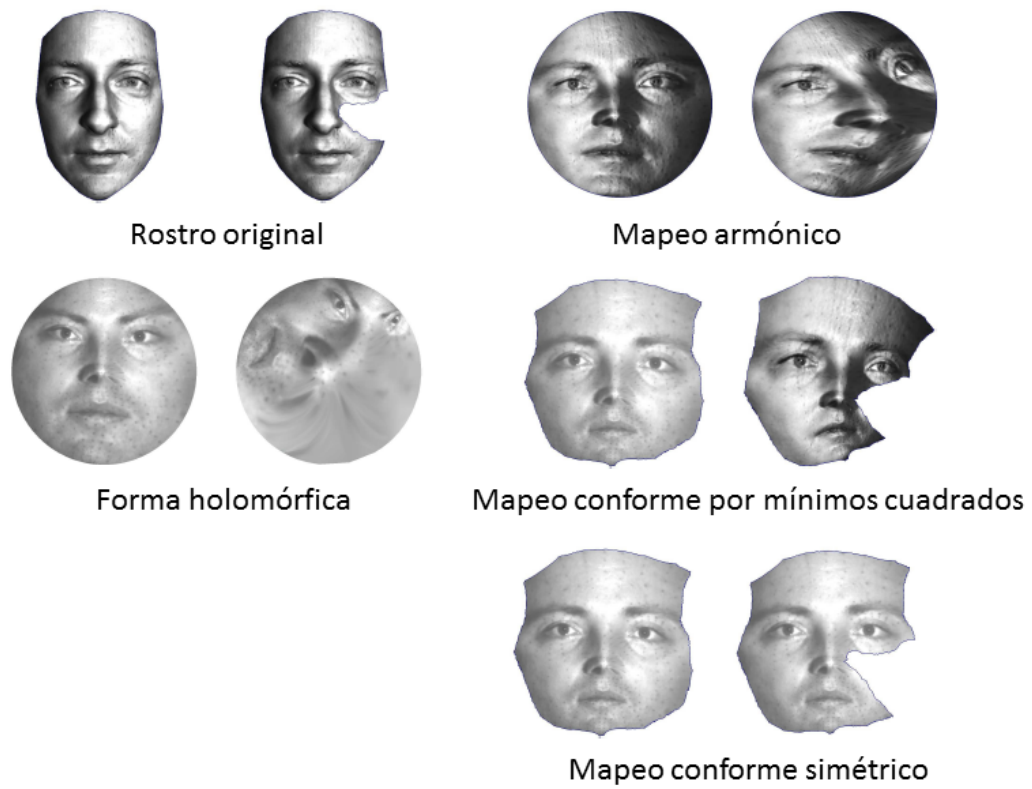 Rostro original
Mapeo armónico
Forma holomórfica
Mapeo conforme por mínimos cuadrados
Mapeo conforme simétrico